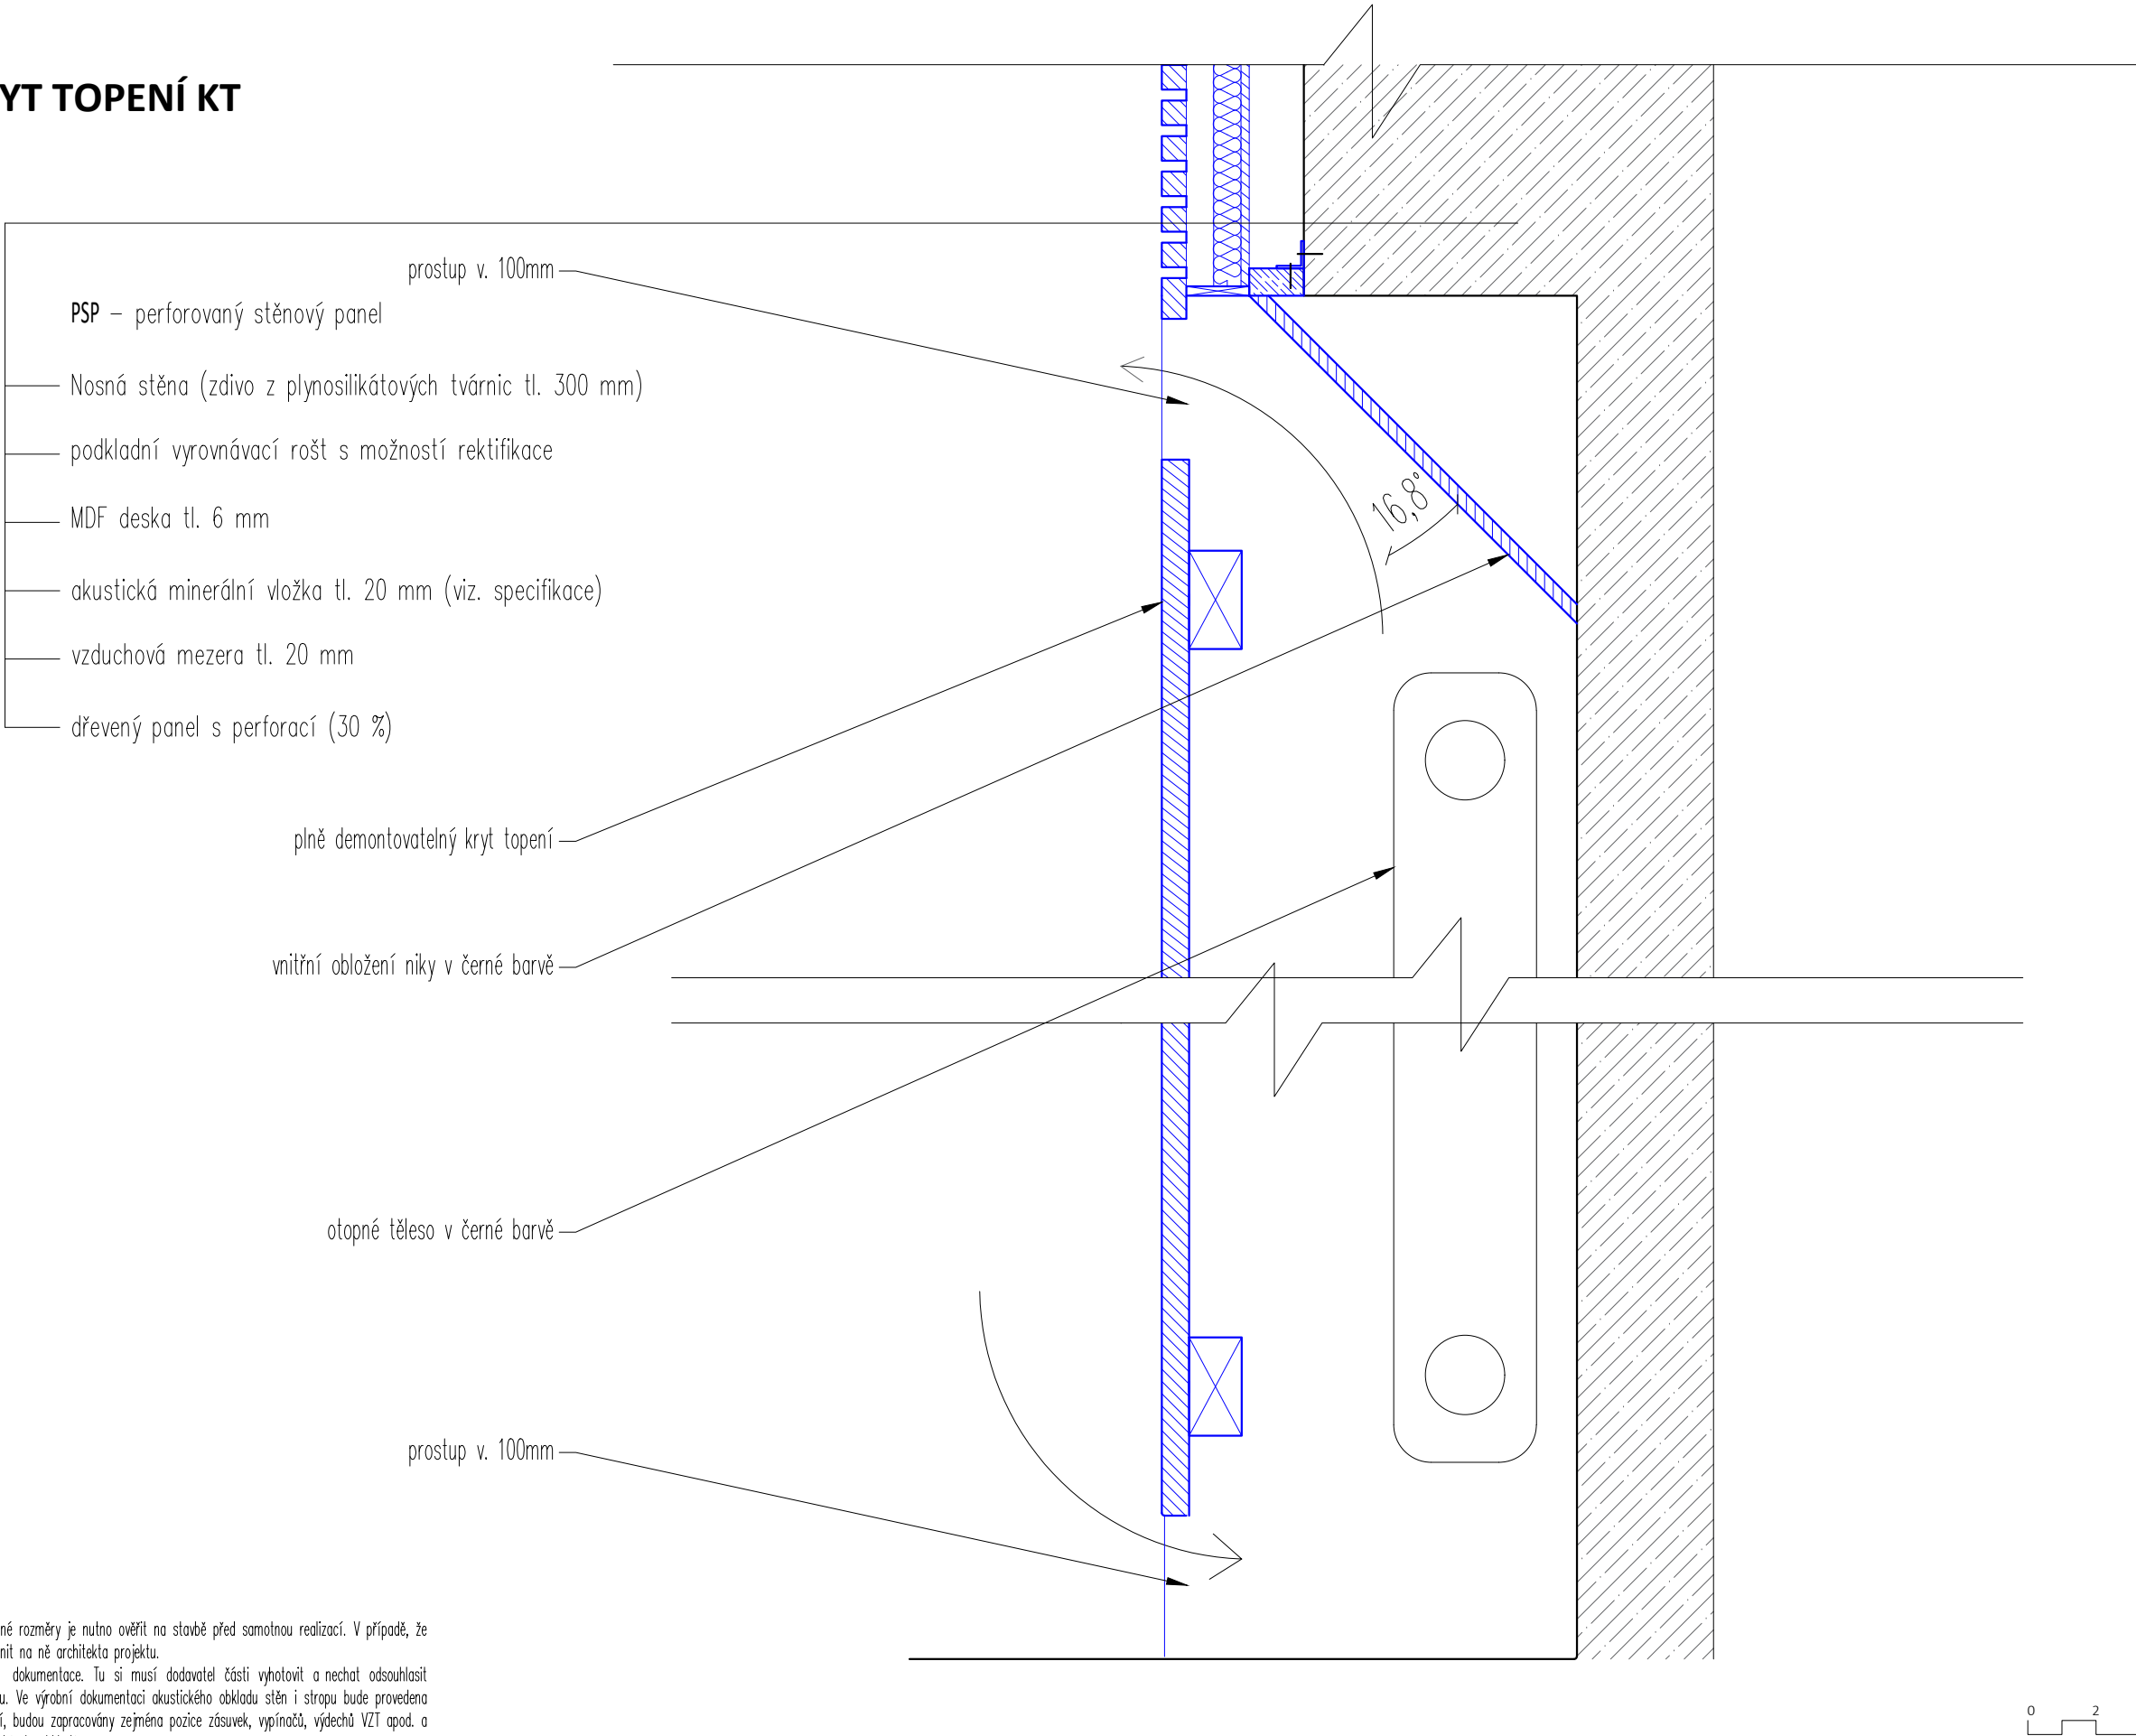 YT TOPENÍ KT
prostup v. 100mm
PSP – perforovaný stěnový panel
Nosná stěna (zdivo z plynosilikátových tvárnic tl. 300 mm)
podkladní vyrovnávací rošt s možností rektifikace
MDF deska tl. 6 mm
akustická minerální vložka tl. 20 mm (viz. specifikace)
vzduchová mezera tl. 20 mm
dřevený panel s perforací (30 %)
16,8°
plně demontovatelný kryt topení
vnitřní obložení niky v černé barvě
otopné těleso v černé barvě
prostup v. 100mm
né rozměry je nutno ověřit na stavbě před samotnou realizací. V případě, že
nit na ně architekta projektu.
dokumentace. Tu si musí dodavatel části vyhotovit a nechat odsouhlasit
u. Ve výrobní dokumentaci akustického obkladu stěn i stropu bude provedena
í, budou zapracovány zejména pozice zásuvek, vypínačů, výdechů VZT apod. a
0 2